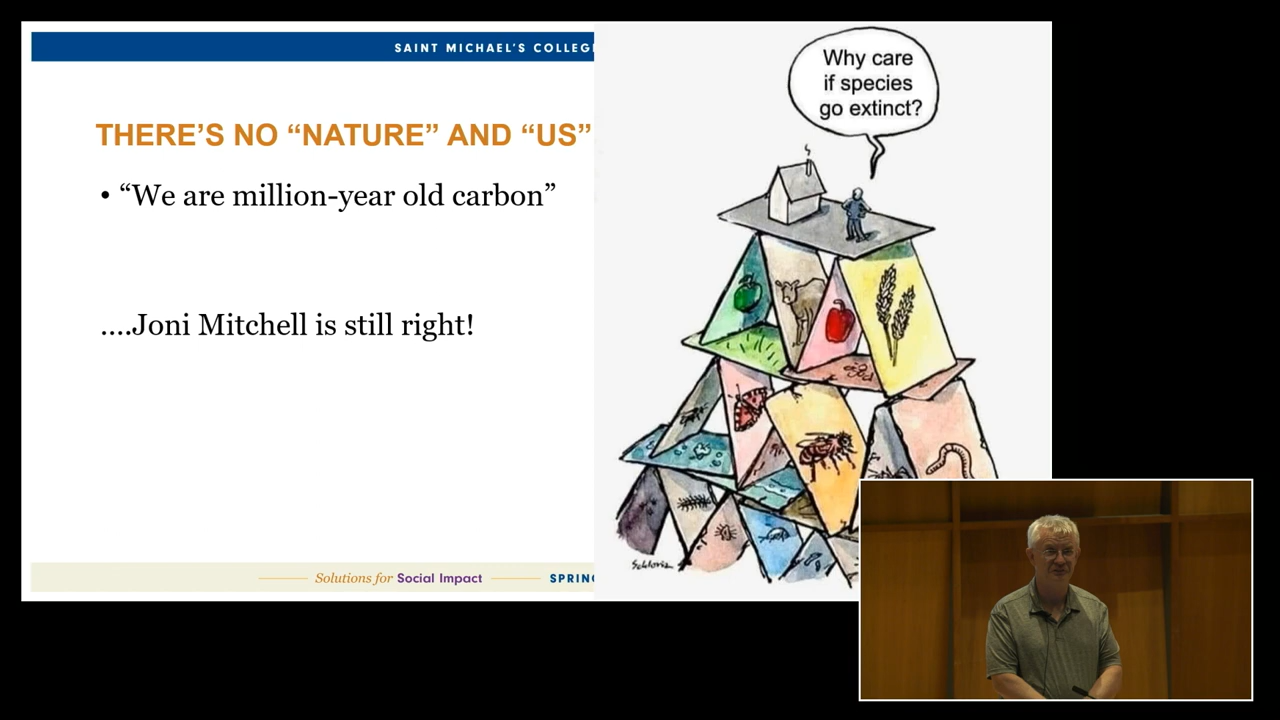 SAINT MICHAEL'S COLLEGE
THERE'S NO “NATURE” AND “US”
• “We are million-year old carbon”
....Joni Mitchell is still right!
Solutions for Social Impact
SPRING
Why care
if species
go extinct?